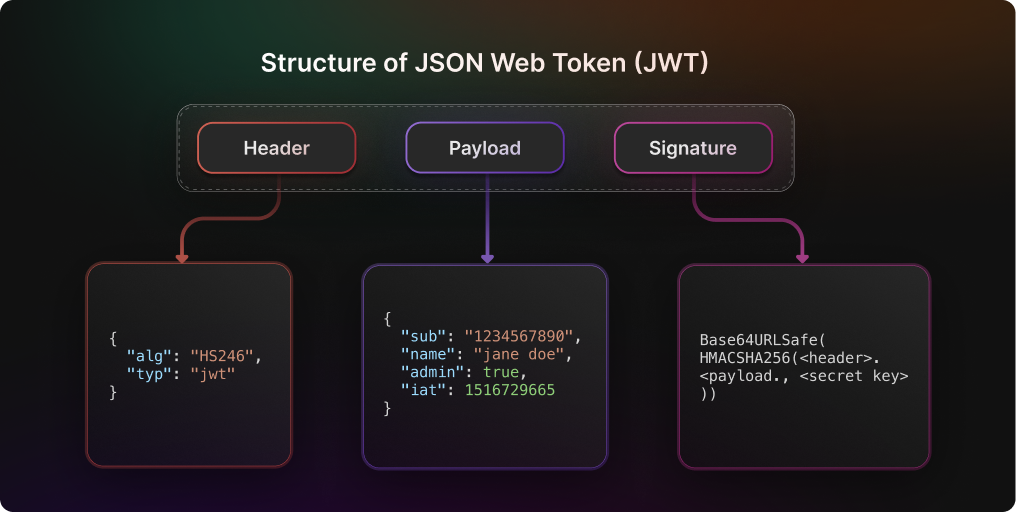 Structure of JSON Web Token (JWT)
Header
Payload
Signature
{
  "alg": "HS246",
  "typ": "jwt"
}
{
  "sub": "1234567890",
  "name": "jane doe",
  "admin": true,
  "iat": 1516729665
}
Base64URLSafe(
HMACSHA256(<header>.
<payload., <secret key>
))